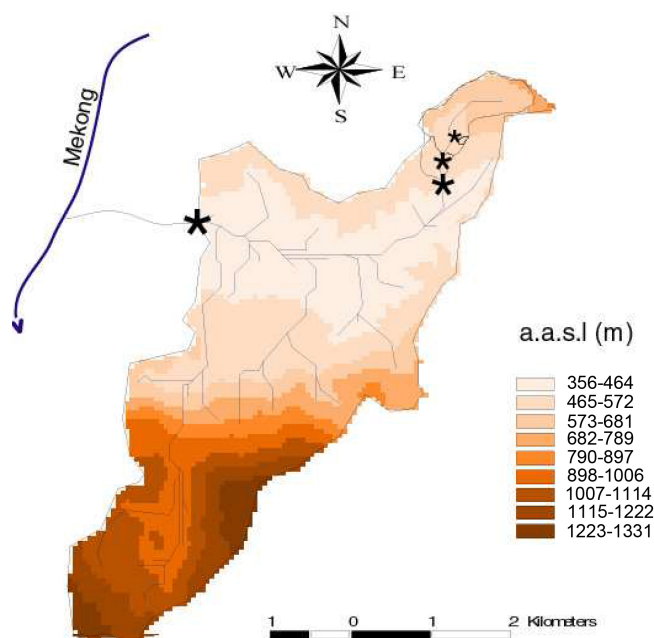 N
W E
S
Mekong
a.a.s.l (m)
356-464
465-572
573-681
682-789
790-897
898-1006
1007-1114
1115-1222
1223-1331
1 0 1 2 Kilometers